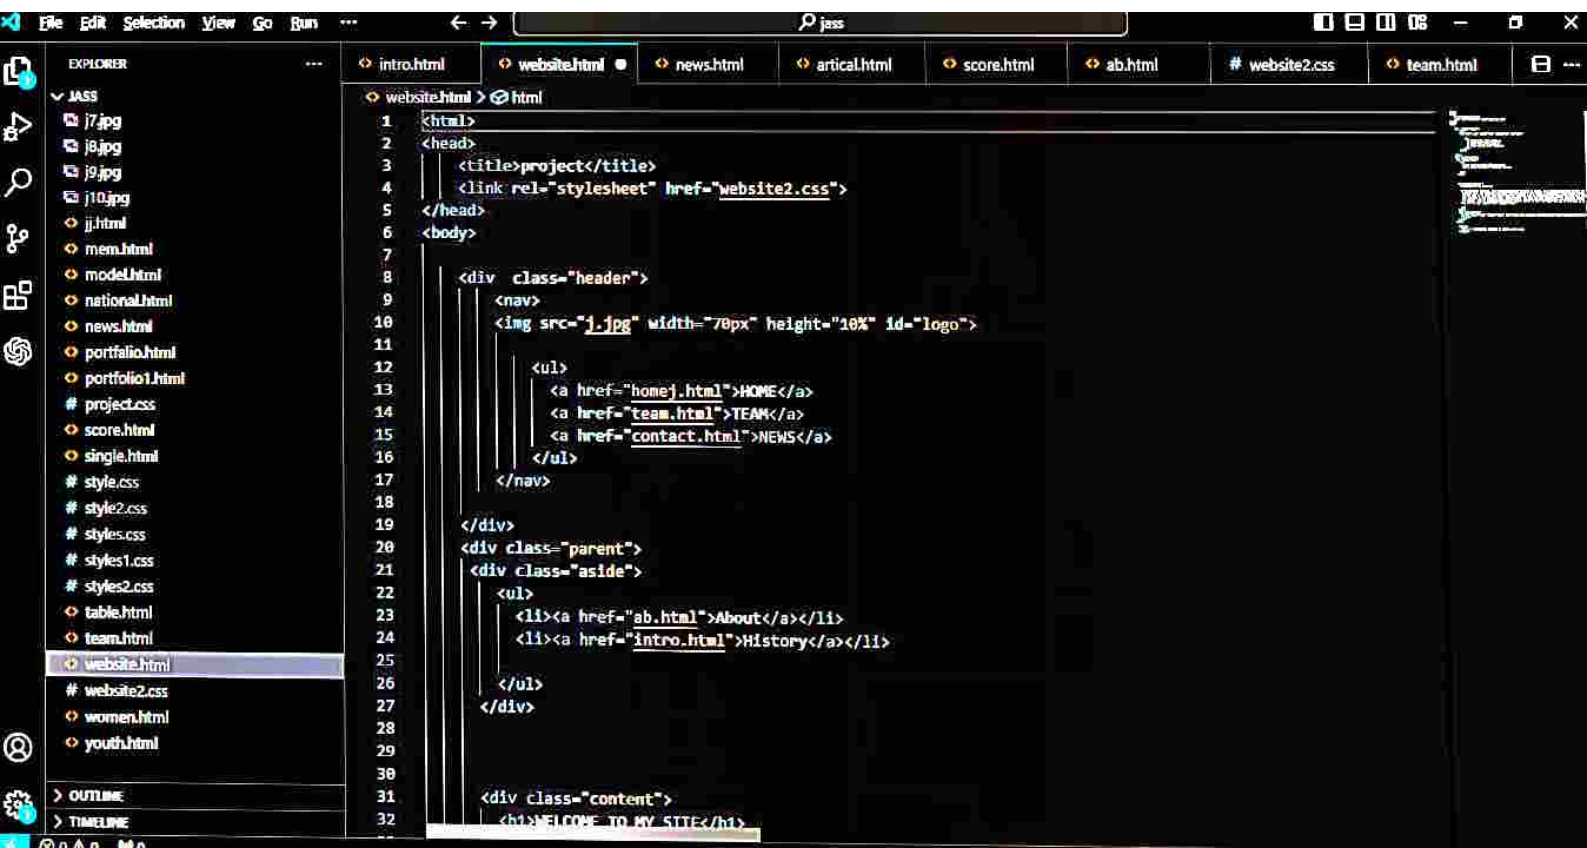 File Edit Selection View Go Run ··· ← → jass
EXPLORER ···
JASS
j7.jpg
j8.jpg
j9.jpg
j10.jpg
jj.html
mem.html
model.html
national.html
news.html
portfalio.html
portfolio1.html
project.css
score.html
single.html
style.css
style2.css
styles.css
styles1.css
styles2.css
table.html
team.html
website.html
website2.css
women.html
youth.html
OUTLINE
TIMELINE
intro.html website.html news.html artical.html score.html ab.html # website2.css team.html
website.html > html
1 <html>
2 <head>
3 <title>project</title>
4 <link rel="stylesheet" href="website2.css">
5 </head>
6 <body>
7
8 <div  class="header">
9 <nav>
10 <img src="j.jpg" width="70px" height="10%" id="logo">
11
12 <ul>
13 <a href="homej.html">HOME</a>
14 <a href="team.html">TEAM</a>
15 <a href="contact.html">NEWS</a>
16 </ul>
17 </nav>
18
19 </div>
20 <div class="parent">
21 <div class="aside">
22 <ul>
23 <li><a href="ab.html">About</a></li>
24 <li><a href="intro.html">History</a></li>
25
26 </ul>
27 </div>
28
29
30
31 <div class="content">
32 <h1>WELCOME TO MY SITE</h1>